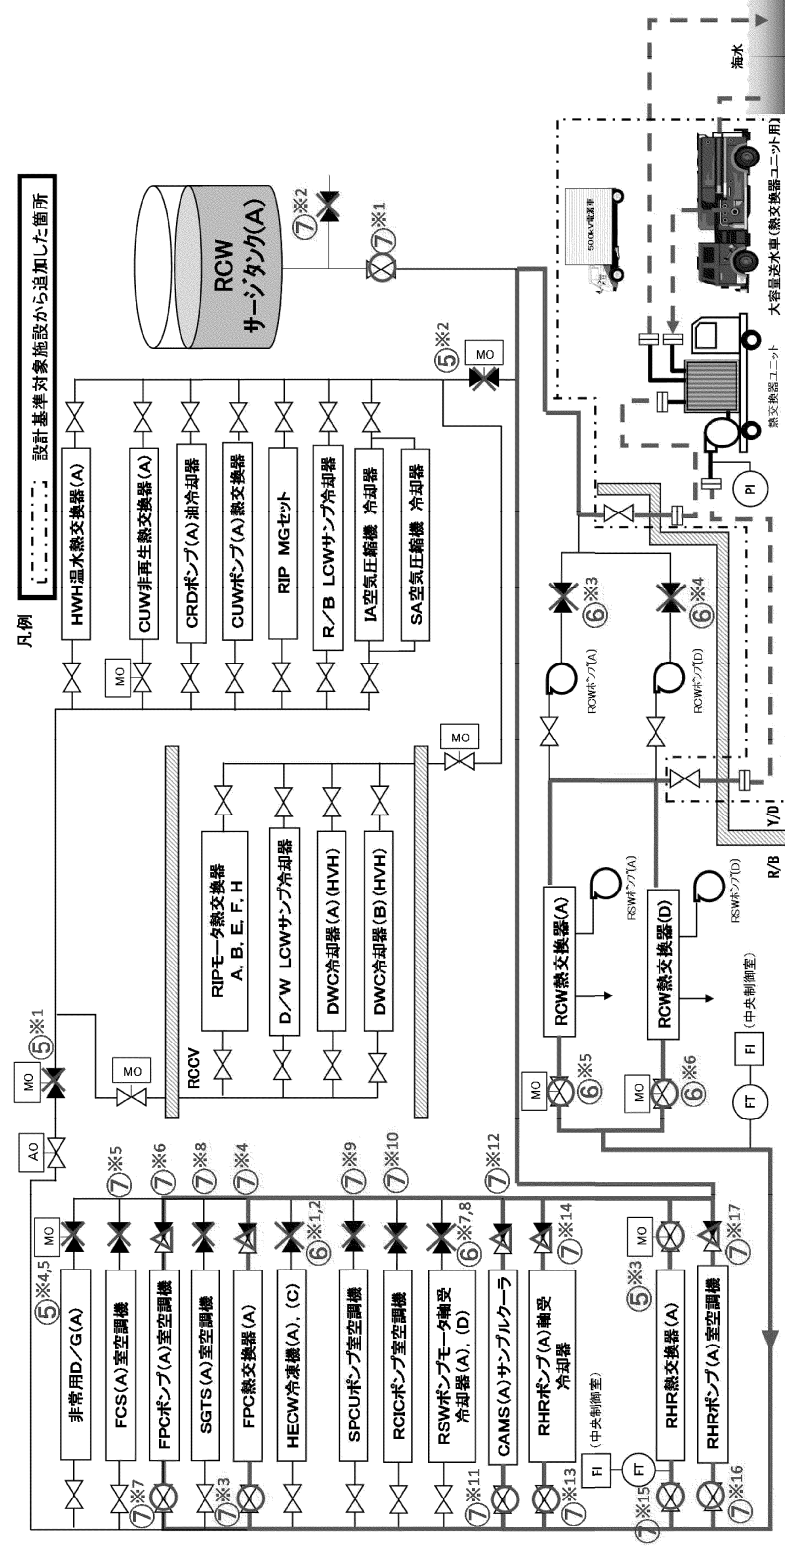 凡例
設計基準対象施設から追加した箇所
RCW
サージタンク(A)
⑦※2
⑦※1
⑤※2
MO
HWH温水熱交換器(A)
CUW非再生熱交換器(A)
MO
CRDポンプ(A)油冷却器
CUWポンプ(A)熱交換器
RIP MGセット
R/B LCWサンプ冷却器
IA空気圧縮機 冷却器
SA空気圧縮機 冷却器
海水
500kV電源車
大容量送水車(熱交換器ユニット用)
熱交換器ユニット
PI
⑥※3
⑥※4
RCWポンプ(A)
RCWポンプ(D)
MO
RCCV
RIPモータ熱交換器
A, B, E, F, H
D/W LCWサンプ冷却器
DWC冷却器(A)(HVH)
DWC冷却器(B)(HVH)
MO
RCW熱交換器(A)
RCW熱交換器(D)
RSWポンプ(A)
RSWポンプ(D)
Y/D
R/B
MO
⑥※5
MO
⑥※6
FT
FI
(中央制御室)
MO
⑤※1
AO
MO
⑤※4,5
⑦※5
⑦※6
⑦※8
⑦※4
⑥※1,2
⑦※9
⑦※10
⑥※7,8
⑦※12
⑦※14
MO
⑤※3
⑦※17
非常用D/G(A)
FCS(A)室空調機
FPCポンプ(A)室空調機
SGTS(A)室空調機
FPC熱交換器(A)
HECW冷凍機(A), (C)
SPCUポンプ室空調機
RCICポンプ室空調機
RSWポンプモータ軸受
冷却器(A), (D)
CAMS(A)サンプルクーラ
RHRポンプ(A)軸受
冷却器
RHR熱交換器(A)
RHRポンプ(A)室空調機
FI
(中央制御室)
FT
⑦※7
⑦※3
⑦※11
⑦※13
⑦※15
⑦※16